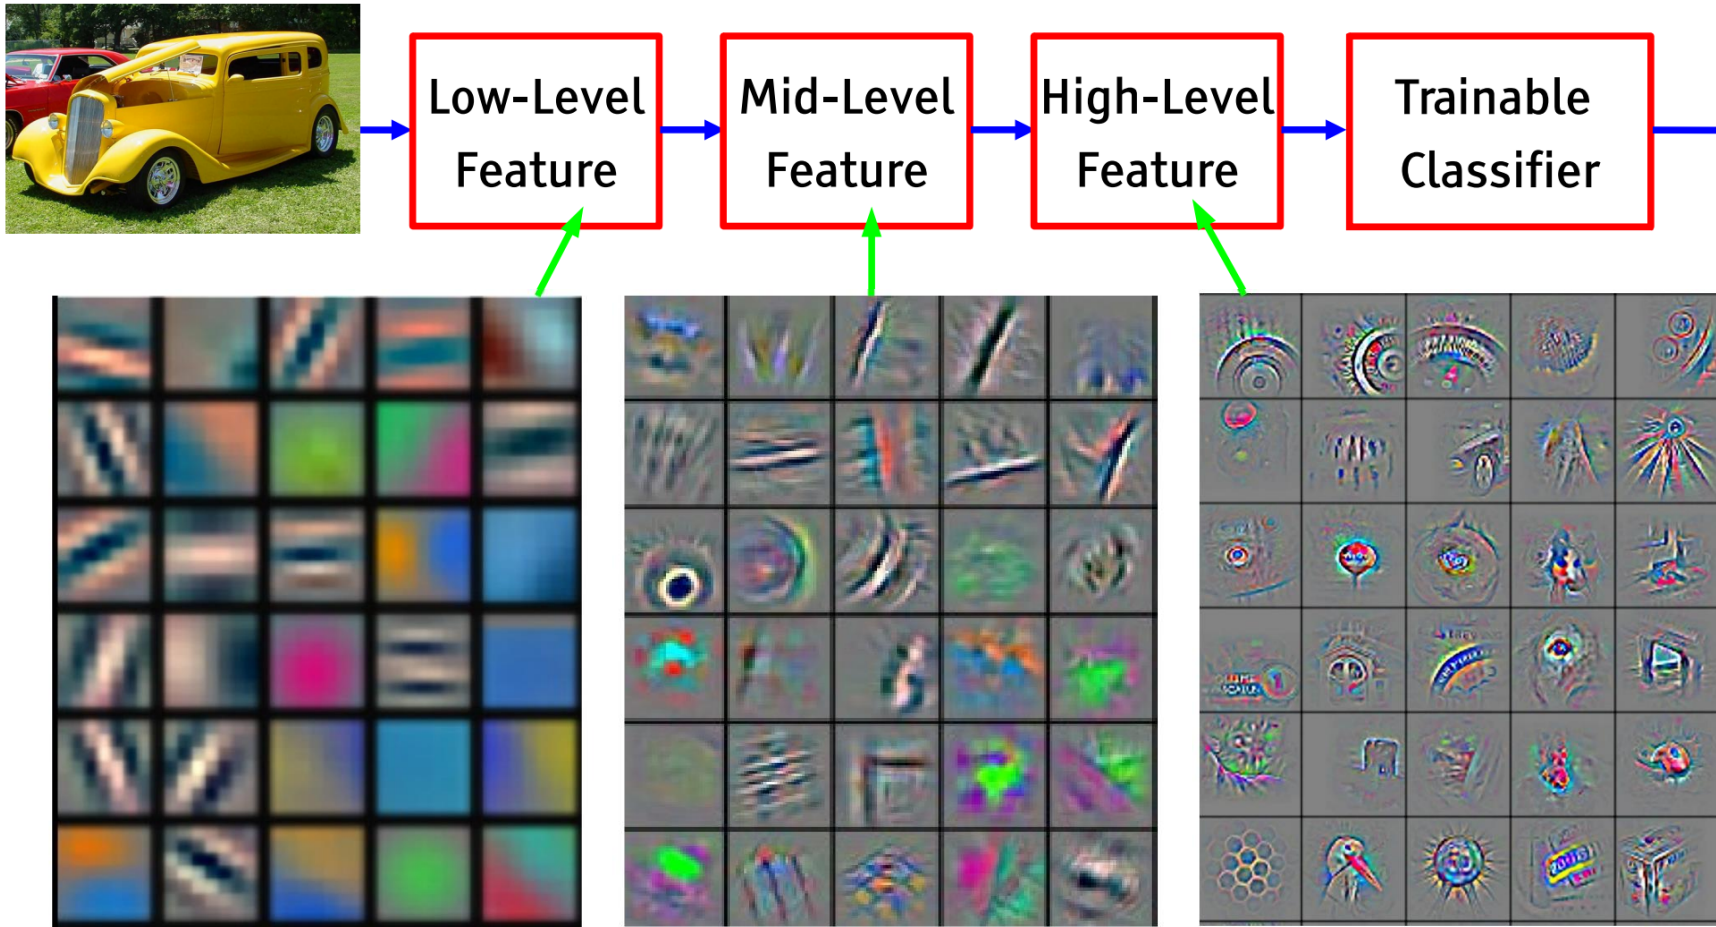 Low-Level
Feature
Mid-Level
Feature
High-Level
Feature
Trainable
Classifier